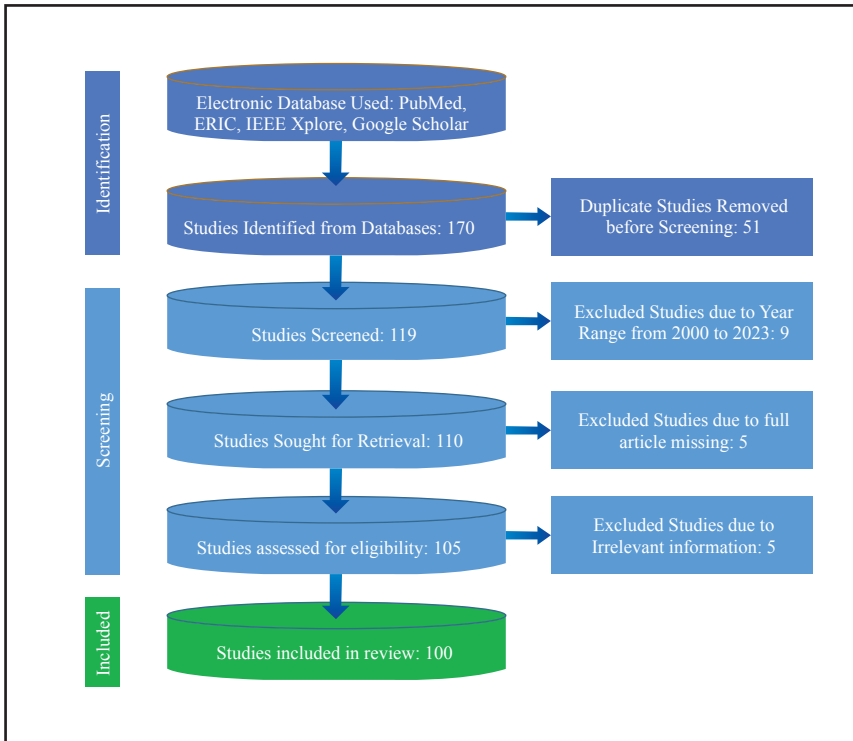 Identification
Electronic Database Used: PubMed,
ERIC, IEEE Xplore, Google Scholar
Studies Identified from Databases: 170
Duplicate Studies Removed
before Screening: 51
Screening
Studies Screened: 119
Excluded Studies due to Year
Range from 2000 to 2023: 9
Studies Sought for Retrieval: 110
Excluded Studies due to full
article missing: 5
Studies assessed for eligibility: 105
Excluded Studies due to
Irrelevant information: 5
Included
Studies included in review: 100